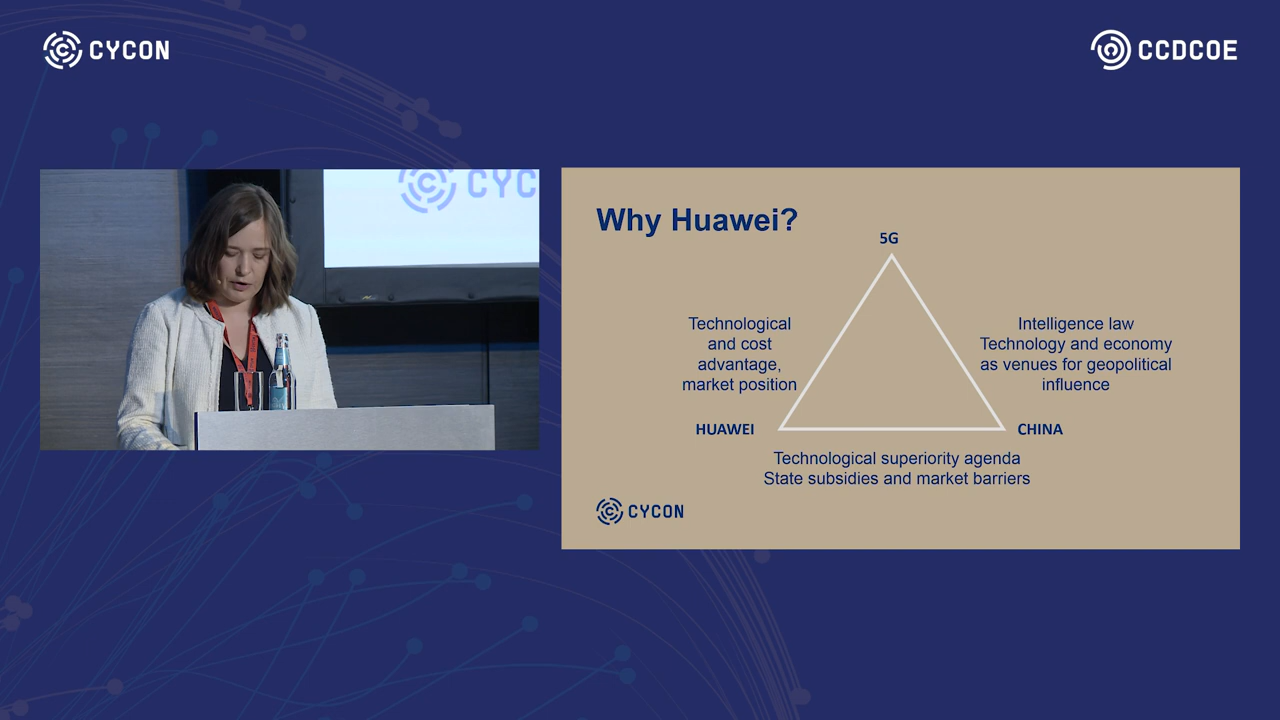 CYCON
CCDCOE
CYC
Why Huawei?
5G
Technological
and cost
advantage,
market position
Intelligence law
Technology and economy
as venues for geopolitical
influence
HUAWEI
CHINA
Technological superiority agenda
State subsidies and market barriers
CYCON